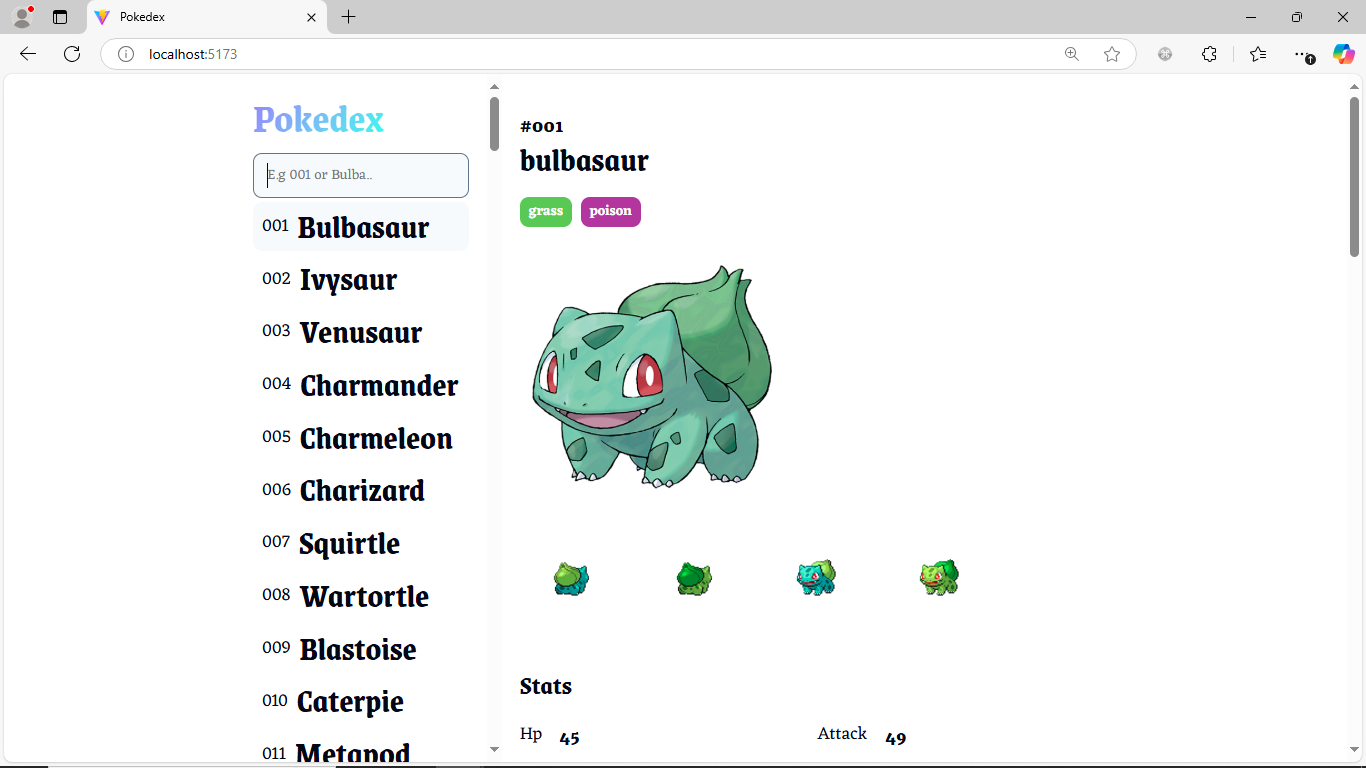 Pokedex
localhost:5173
Pokedex
E.g 001 or Bulba..
001 Bulbasaur
002 Ivysaur
003 Venusaur
004 Charmander
005 Charmeleon
006 Charizard
007 Squirtle
008 Wartortle
009 Blastoise
010 Caterpie
011 Metapod
#001
bulbasaur
grass poison
Stats
Hp 45 Attack 49